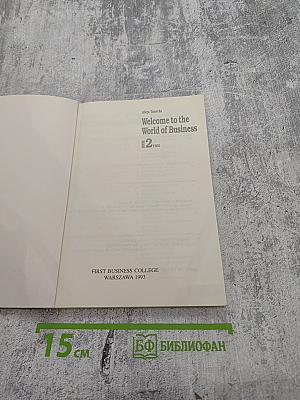 Welcome to the
World of Business
2
FIRST BUSINESS COLLEGE
WARSZAWA 1993
15 см
БФ БИБЛИОФАН